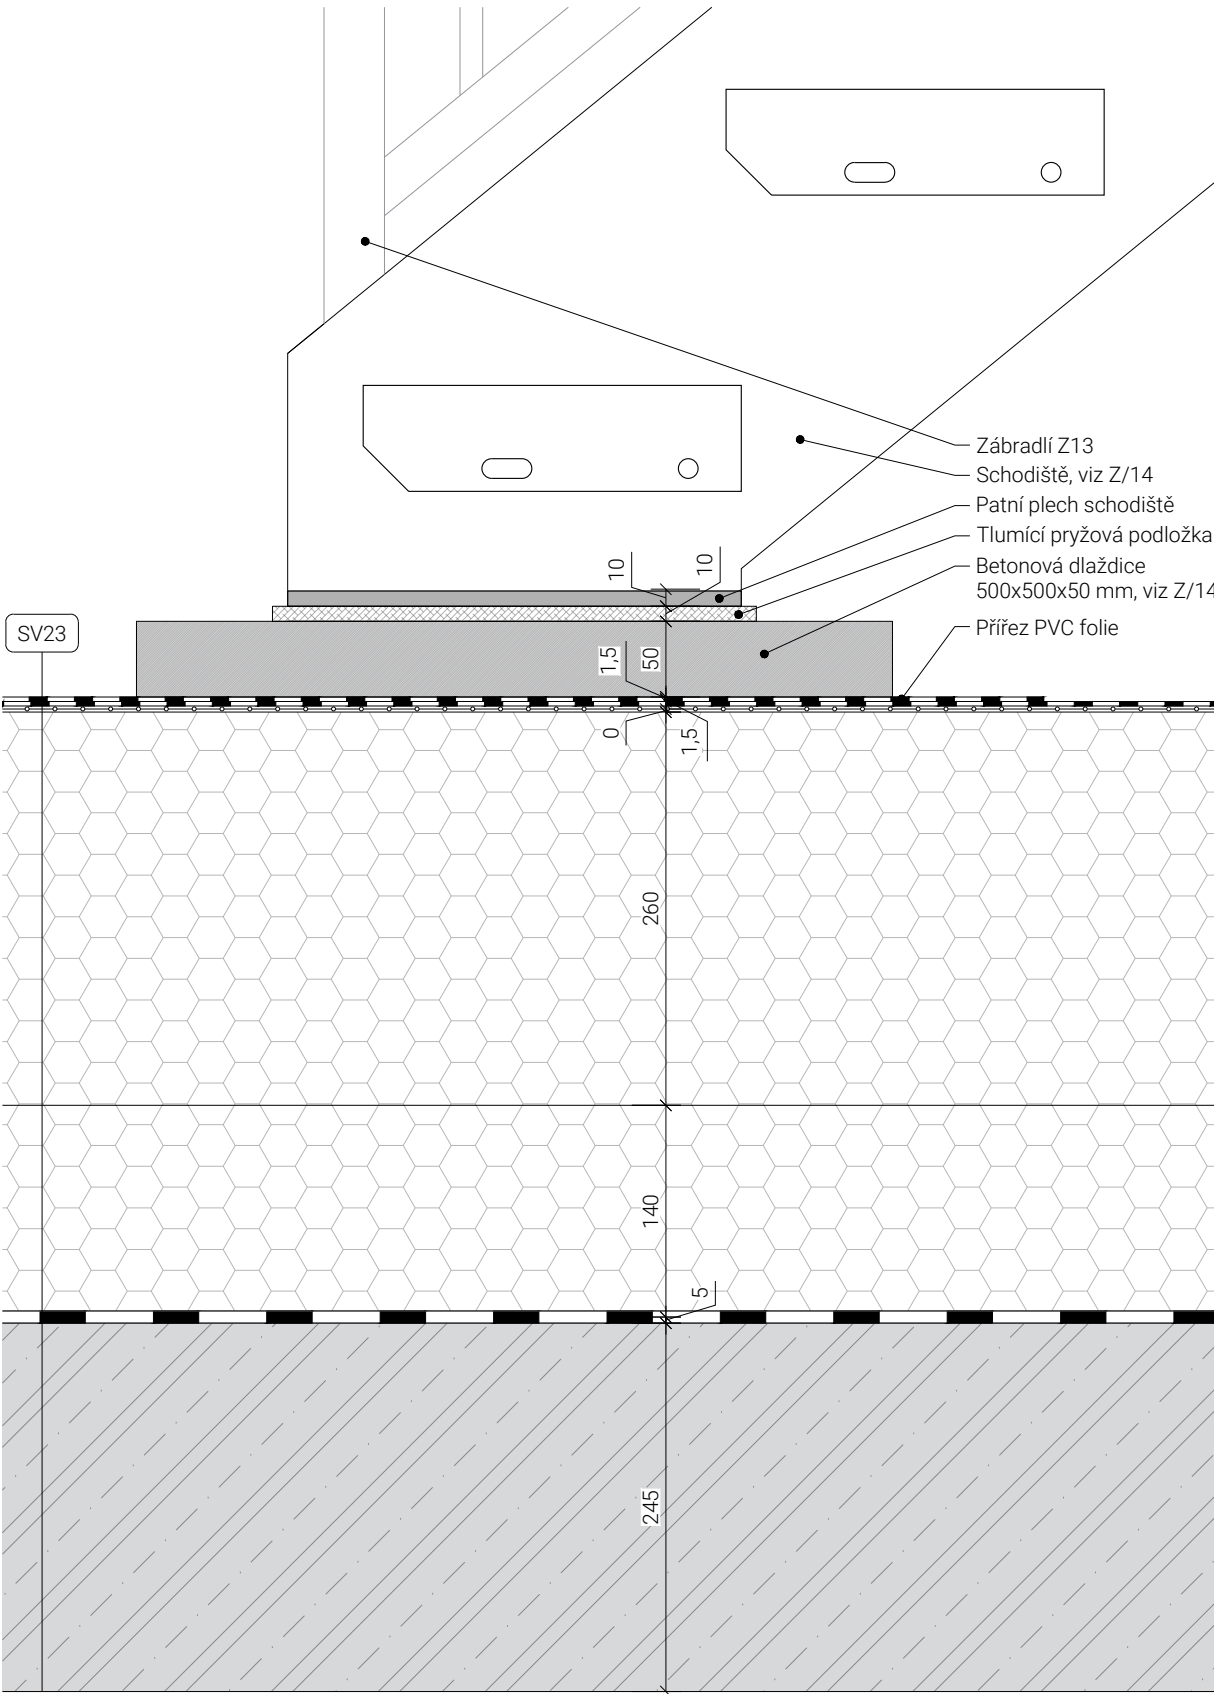 Zábradlí Z13
Schodiště, viz Z/14
Patní plech schodiště
Tlumící pryžová podložka
Betonová dlaždice
500x500x50 mm, viz Z/14
Přířez PVC folie
SV23
10
10
1,5
50
0
1,5
260
140
5
245